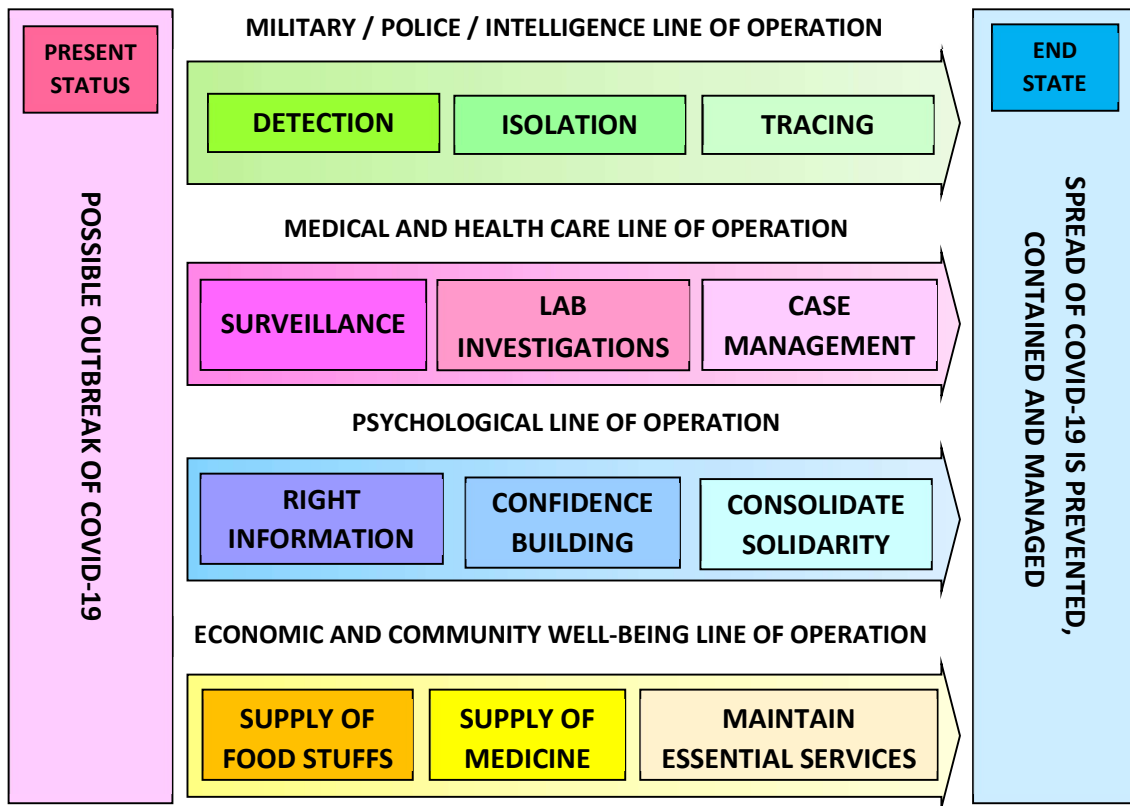 PRESENT
STATUS
POSSIBLE OUTBREAK OF COVID-19
MILITARY / POLICE / INTELLIGENCE LINE OF OPERATION
DETECTION
ISOLATION
TRACING
MEDICAL AND HEALTH CARE LINE OF OPERATION
SURVEILLANCE
LAB
INVESTIGATIONS
CASE
MANAGEMENT
PSYCHOLOGICAL LINE OF OPERATION
RIGHT
INFORMATION
CONFIDENCE
BUILDING
CONSOLIDATE
SOLIDARITY
ECONOMIC AND COMMUNITY WELL-BEING LINE OF OPERATION
SUPPLY OF
FOOD STUFFS
SUPPLY OF
MEDICINE
MAINTAIN
ESSENTIAL SERVICES
END
STATE
SPREAD OF COVID-19 IS PREVENTED,
CONTAINED AND MANAGED